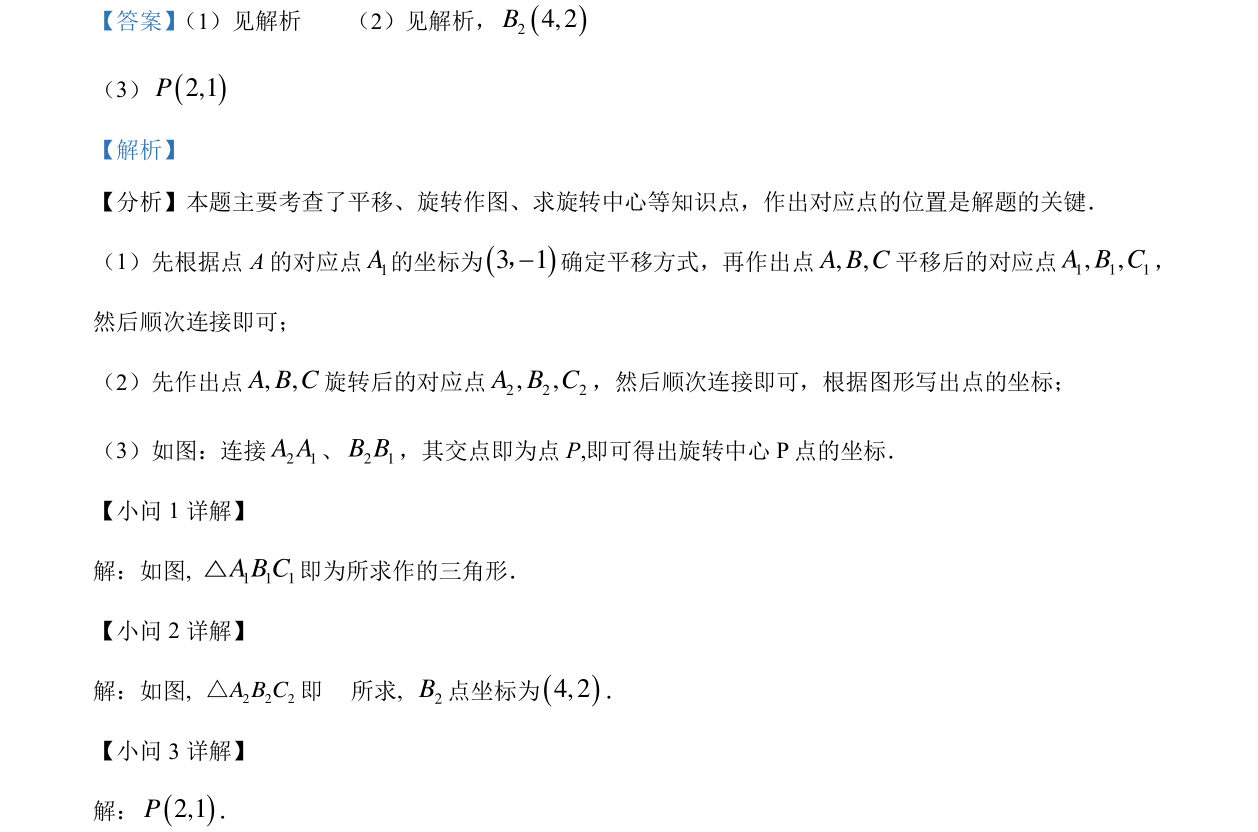 【答案】（1）见解析 （2）见解析，B₂(4,2)
（3）P(2,1)
【解析】
【分析】本题主要考查了平移、旋转作图、求旋转中心等知识点，作出对应点的位置是解题的关键．
（1）先根据点 A 的对应点 A₁ 的坐标为(3，−1)确定平移方式，再作出点 A,B,C 平移后的对应点 A₁,B₁,C₁，
然后顺次连接即可；
（2）先作出点 A,B,C 旋转后的对应点 A₂,B₂,C₂，然后顺次连接即可，根据图形写出点的坐标；
（3）如图：连接 A₂A₁、B₂B₁，其交点即为点 P,即可得出旋转中心 P 点的坐标．
【小问 1 详解】
解：如图, △A₁B₁C₁ 即为所求作的三角形．
【小问 2 详解】
解：如图, △A₂B₂C₂ 即 所求, B₂ 点坐标为(4,2)．
【小问 3 详解】
解：P(2,1)．